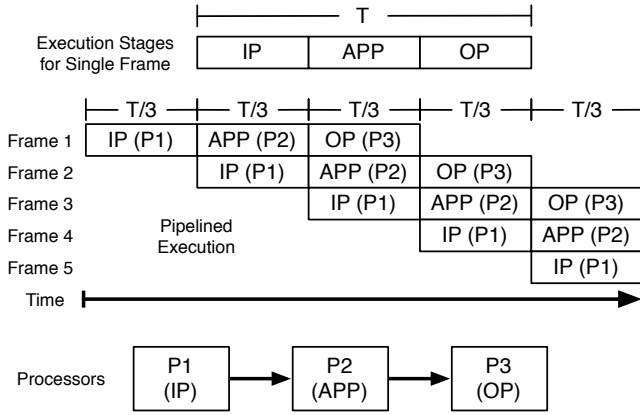 T
Execution Stages
for Single Frame
IP APP OP
T/3 T/3 T/3 T/3 T/3
Frame 1 IP (P1) APP (P2) OP (P3)
Frame 2 IP (P1) APP (P2) OP (P3)
Frame 3 IP (P1) APP (P2) OP (P3)
Frame 4 IP (P1) APP (P2)
Frame 5 IP (P1)
Pipelined
Execution
Time
Processors
P1
(IP)
P2
(APP)
P3
(OP)